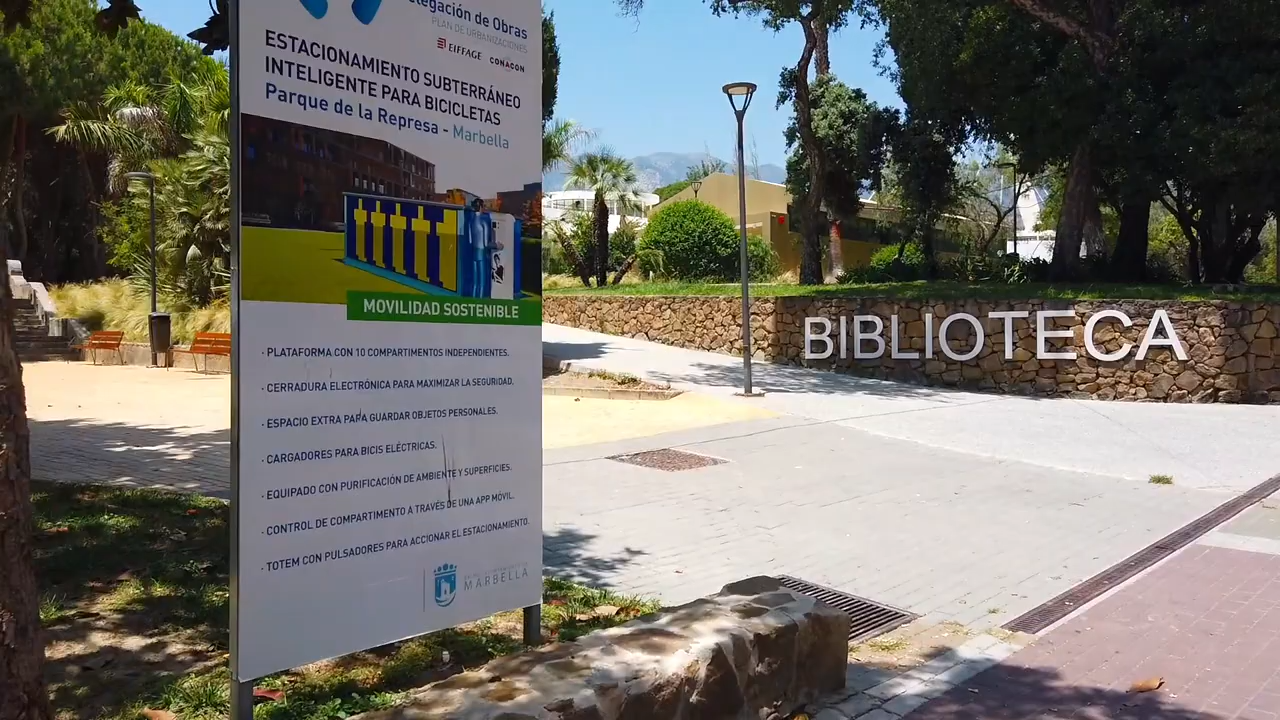 Delegación de Obras
PLAN DE URBANIZACIONES
EIFFAGE CONACON
ESTACIONAMIENTO SUBTERRÁNEO
INTELIGENTE PARA BICICLETAS
Parque de la Represa - Marbella
MOVILIDAD SOSTENIBLE
· PLATAFORMA CON 10 COMPARTIMENTOS INDEPENDIENTES.
· CERRADURA ELECTRÓNICA PARA MAXIMIZAR LA SEGURIDAD.
· ESPACIO EXTRA PARA GUARDAR OBJETOS PERSONALES.
· CARGADORES PARA BICIS ELÉCTRICAS.
· EQUIPADO CON PURIFICACIÓN DE AMBIENTE Y SUPERFICIES.
· CONTROL DE COMPARTIMENTO A TRAVÉS DE UNA APP MÓVIL.
· TOTEM CON PULSADORES PARA ACCIONAR EL ESTACIONAMIENTO.
MARBELLA
BIBLIOTECA